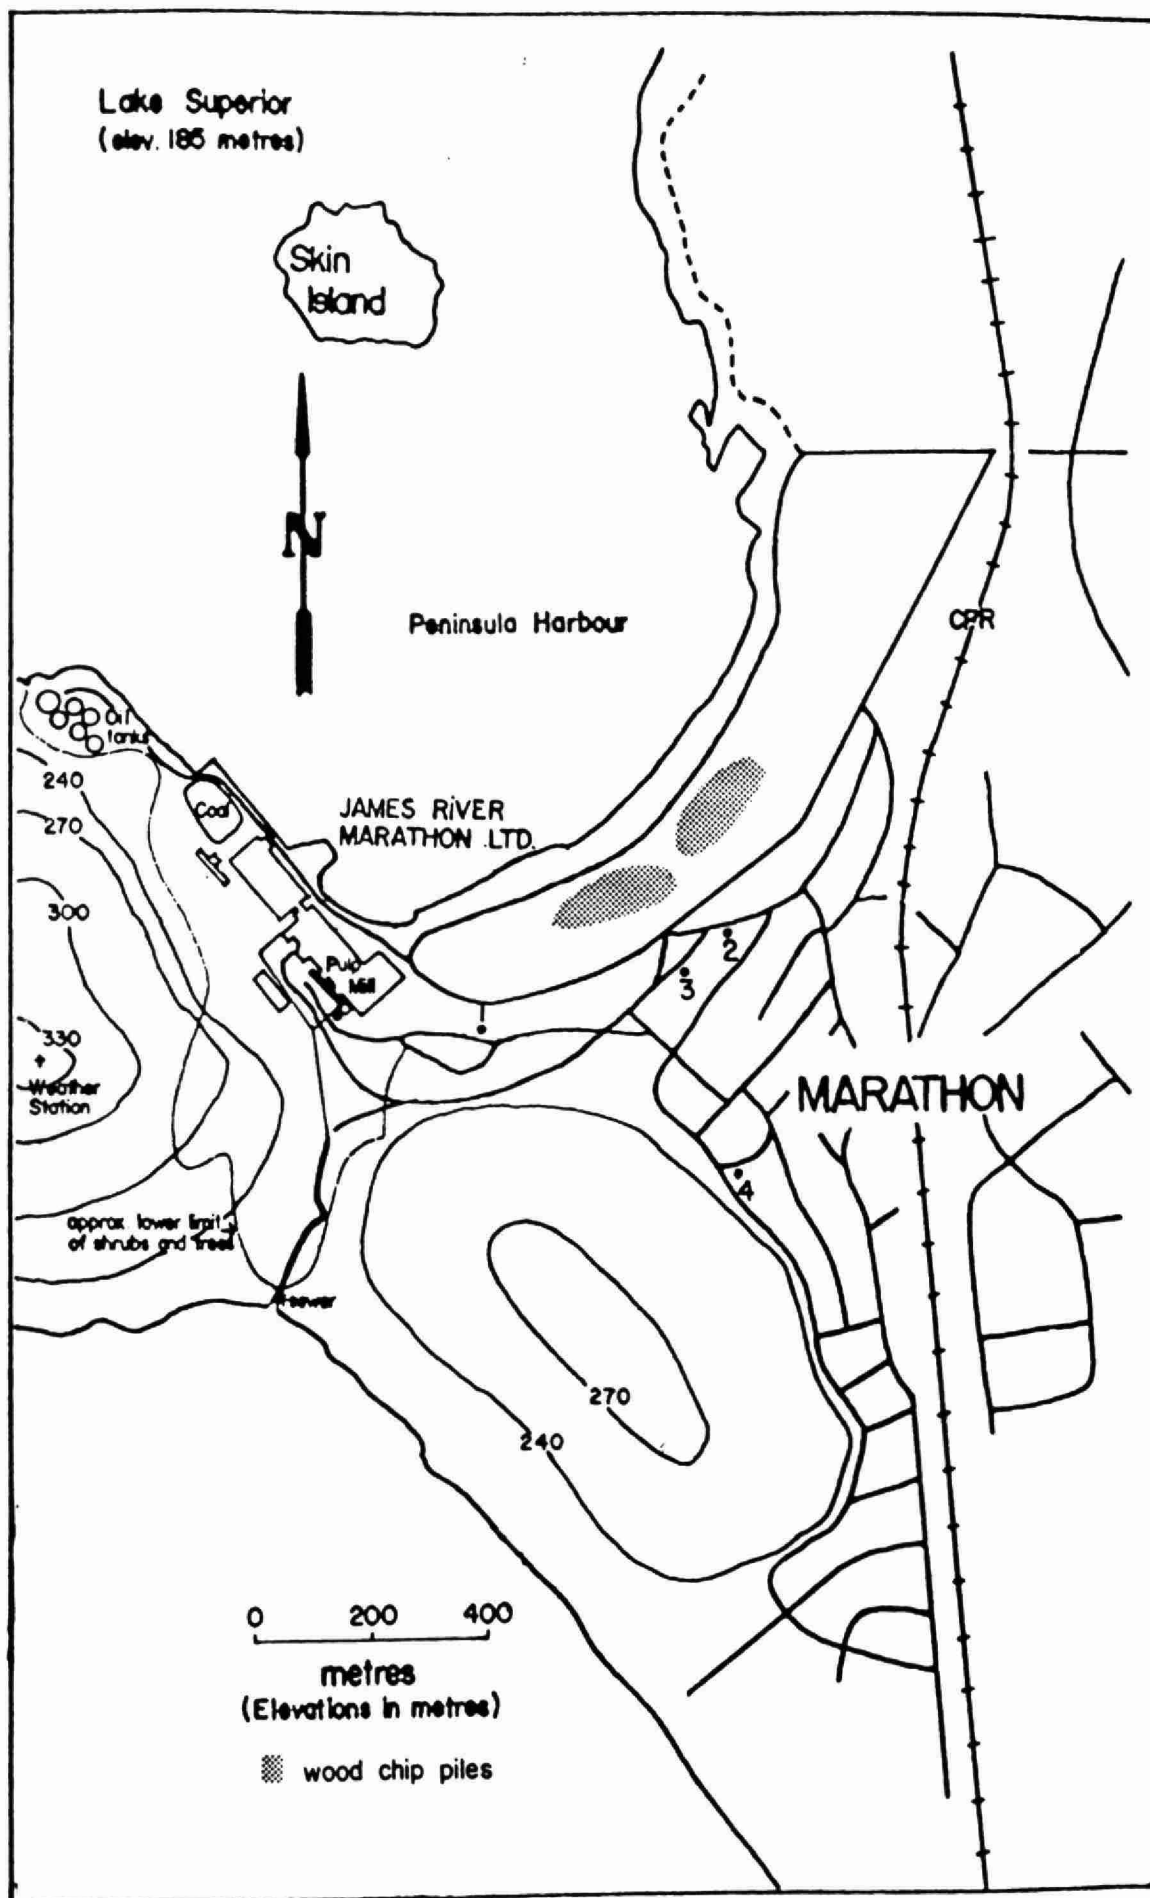 Lake Superior
(elev. 185 metres)
Skin
Island
N
Peninsula Harbour
CPR
Oil
tanks
240
270
Coal
JAMES RIVER
MARATHON LTD.
300
2
3
Pulp
Mill
1
330
Weather
Station
MARATHON
4
approx. lower limit
of shrubs and trees
sewer
270
240
0 200 400
metres
(Elevations in metres)
wood chip piles